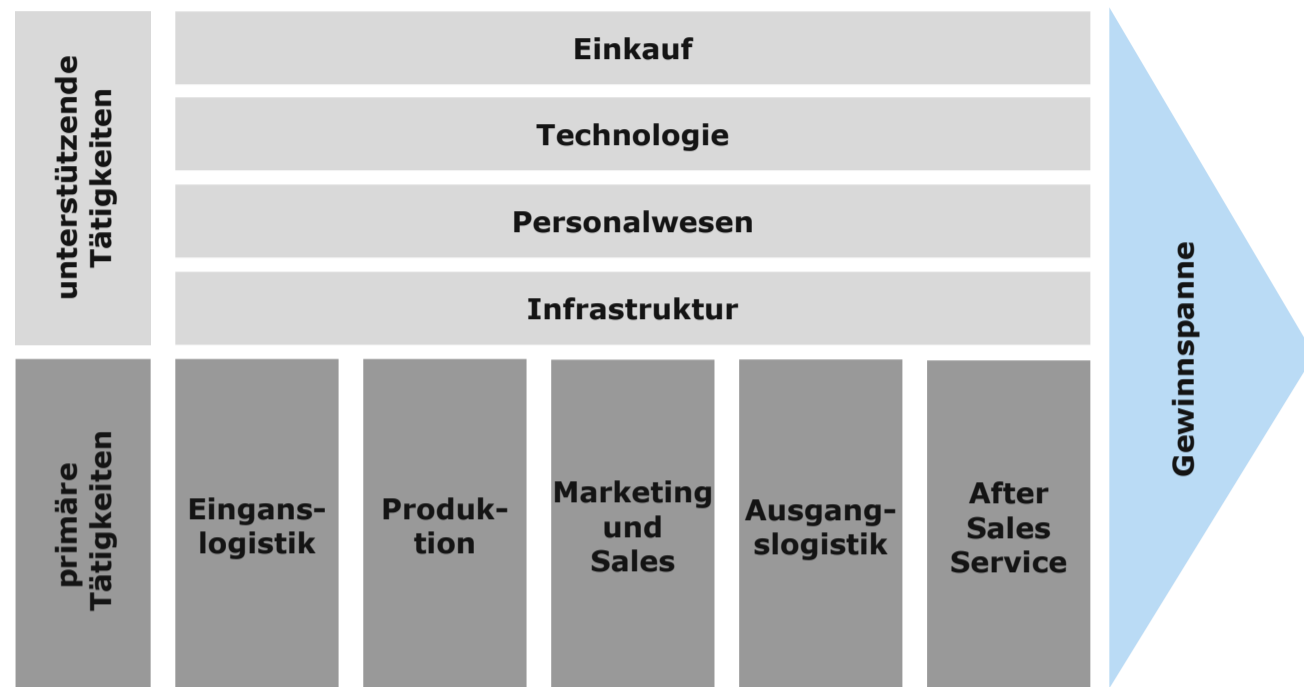 unterstützende
Tätigkeiten
Einkauf
Technologie
Personalwesen
Infrastruktur
primäre
Tätigkeiten
Eingans-
logistik
Produk-
tion
Marketing
und
Sales
Ausgang-
slogistik
After
Sales
Service
Gewinnspanne